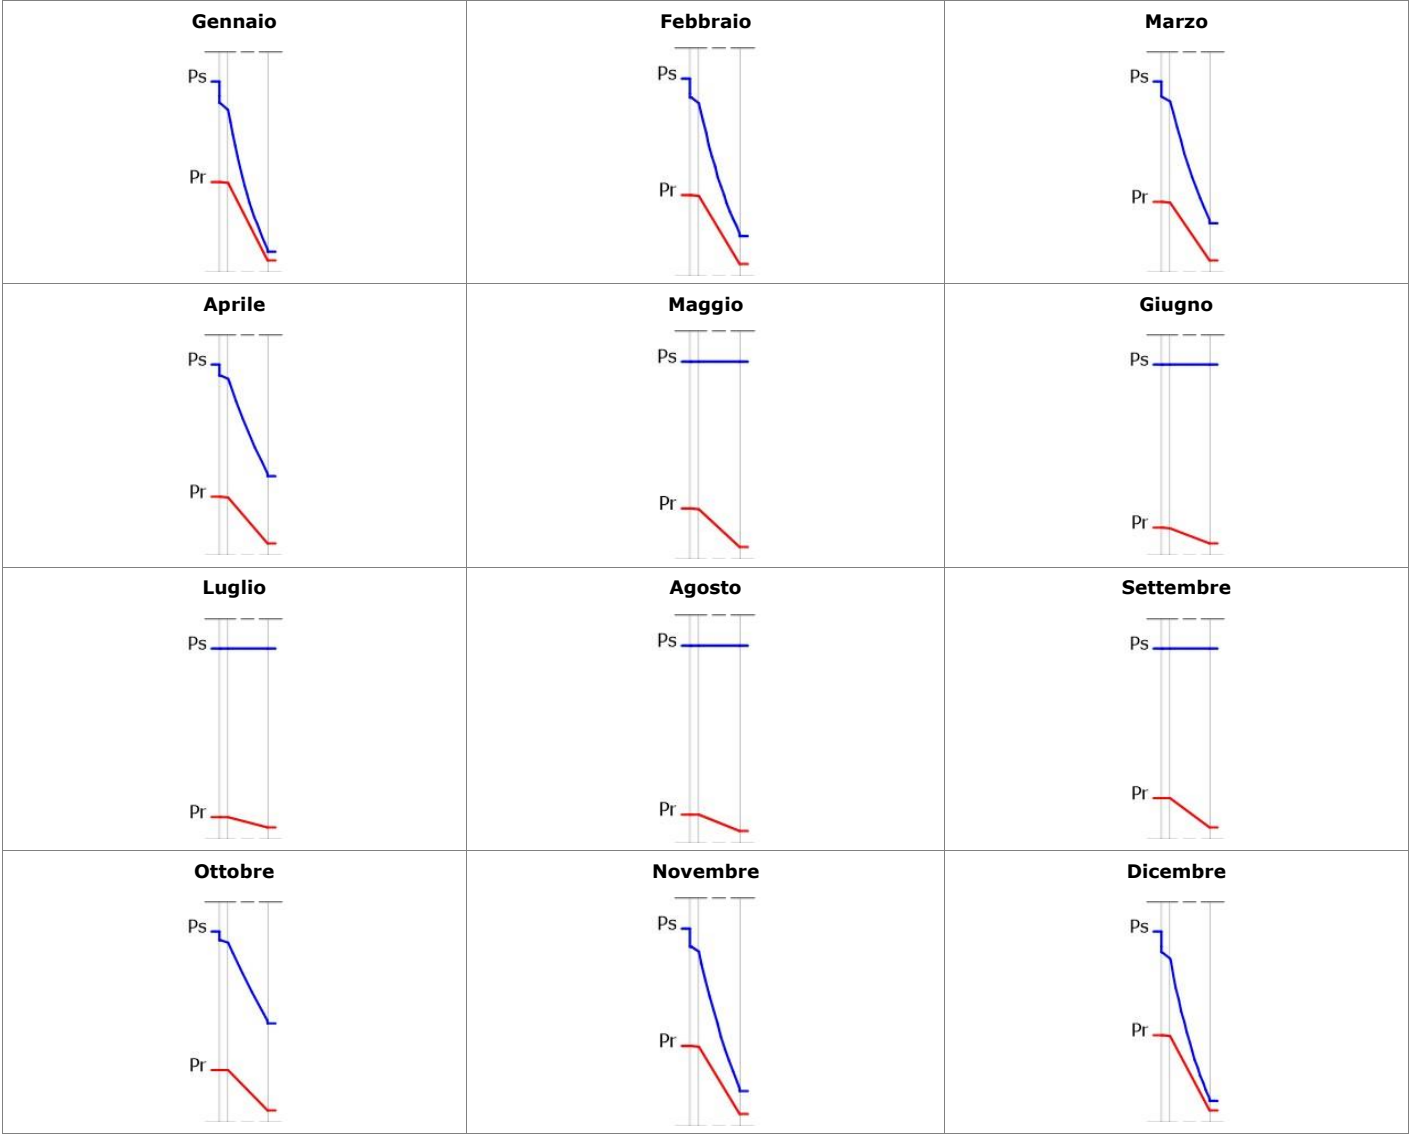 Gennaio
Febbraio
Marzo
Ps
Ps
Ps
Pr
Pr
Pr
Aprile
Maggio
Giugno
Ps
Ps
Ps
Pr
Pr
Pr
Luglio
Agosto
Settembre
Ps
Ps
Ps
Pr
Pr
Pr
Ottobre
Novembre
Dicembre
Ps
Ps
Ps
Pr
Pr
Pr